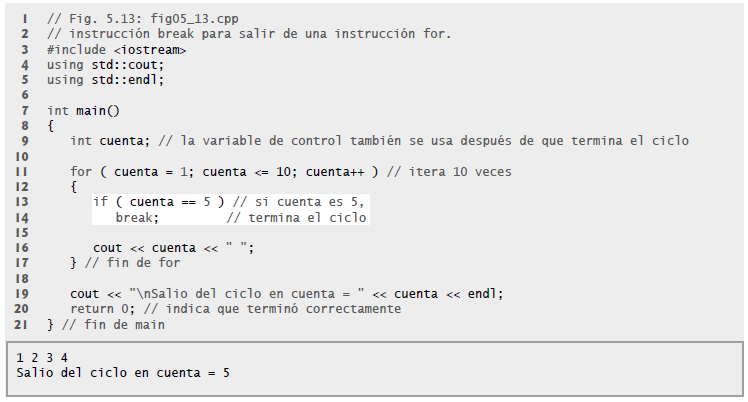 1 // Fig. 5.13: fig05_13.cpp
2 // instrucción break para salir de una instrucción for.
3 #include <iostream>
4 using std::cout;
5 using std::endl;
6
7 int main()
8 {
9 int cuenta; // la variable de control también se usa después de que termina el ciclo
10
11 for ( cuenta = 1; cuenta <= 10; cuenta++ ) // itera 10 veces
12 {
13 if ( cuenta == 5 ) // si cuenta es 5,
14 break; // termina el ciclo
15
16 cout << cuenta << " ";
17 } // fin de for
18
19 cout << "\nSalio del ciclo en cuenta = " << cuenta << endl;
20 return 0; // indica que terminó correctamente
21 } // fin de main
1 2 3 4
Salio del ciclo en cuenta = 5